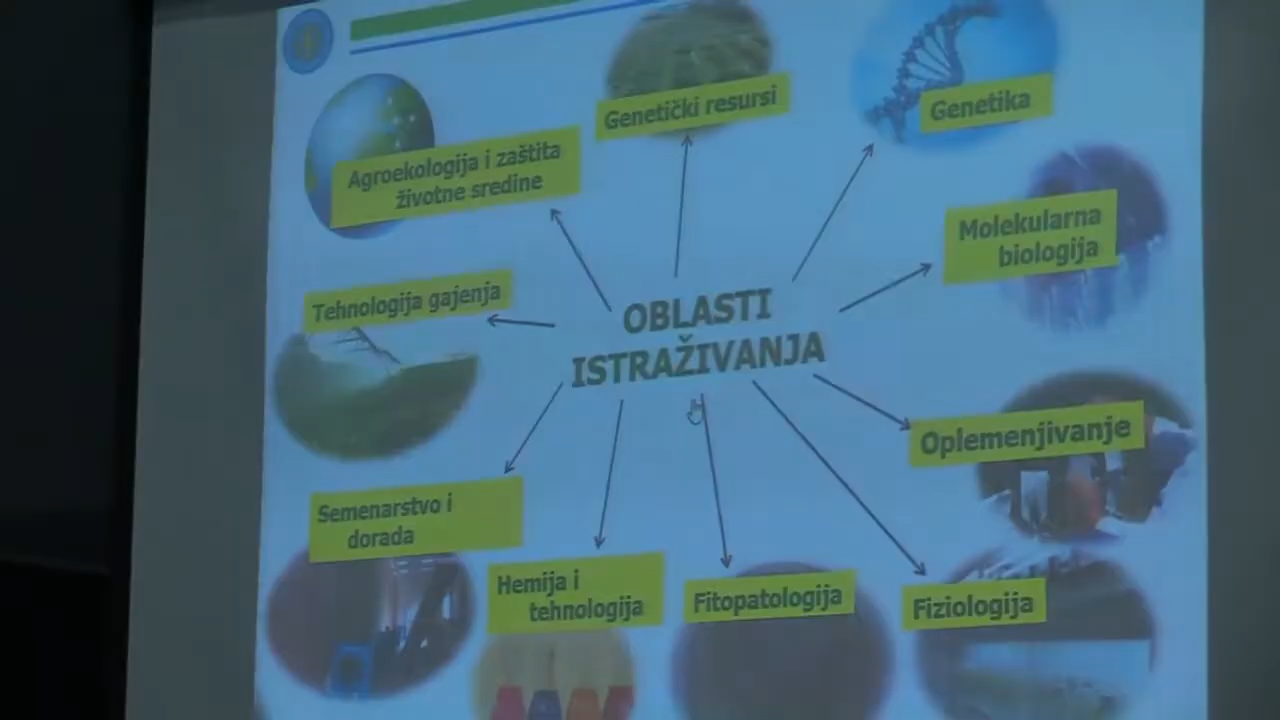 Genetički resursi
Genetika
Agroekologija i zaštita
životne sredine
Molekularna
biologija
Tehnologija gajenja
OBLASTI
ISTRAŽIVANJA
Oplemenjivanje
Semenarstvo i
dorada
Hemija i
tehnologija
Fitopatologija
Fiziologija